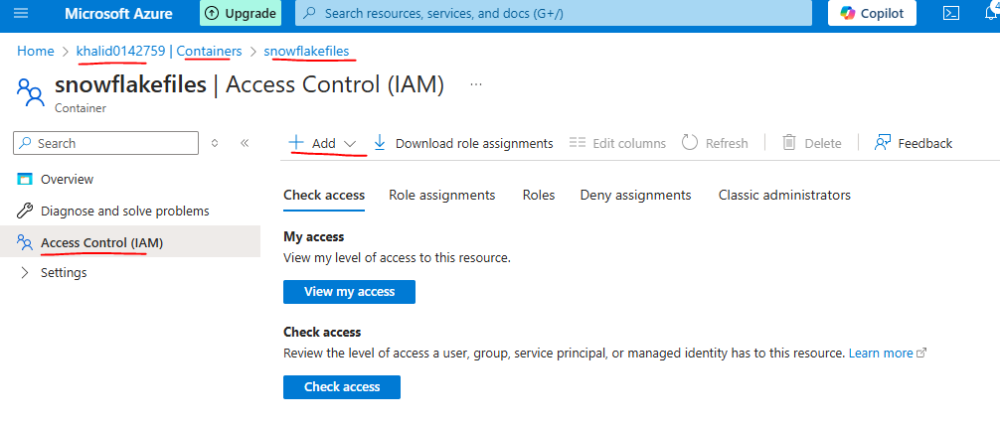 Microsoft Azure Upgrade Search resources, services, and docs (G+/) Copilot
Home > khalid0142759 | Containers > snowflakefiles
snowflakefiles | Access Control (IAM) ...
Container
Search
Add Download role assignments Edit columns Refresh Delete Feedback
Overview
Diagnose and solve problems
Access Control (IAM)
Settings
Check access Role assignments Roles Deny assignments Classic administrators
My access
View my level of access to this resource.
View my access
Check access
Review the level of access a user, group, service principal, or managed identity has to this resource. Learn more
Check access